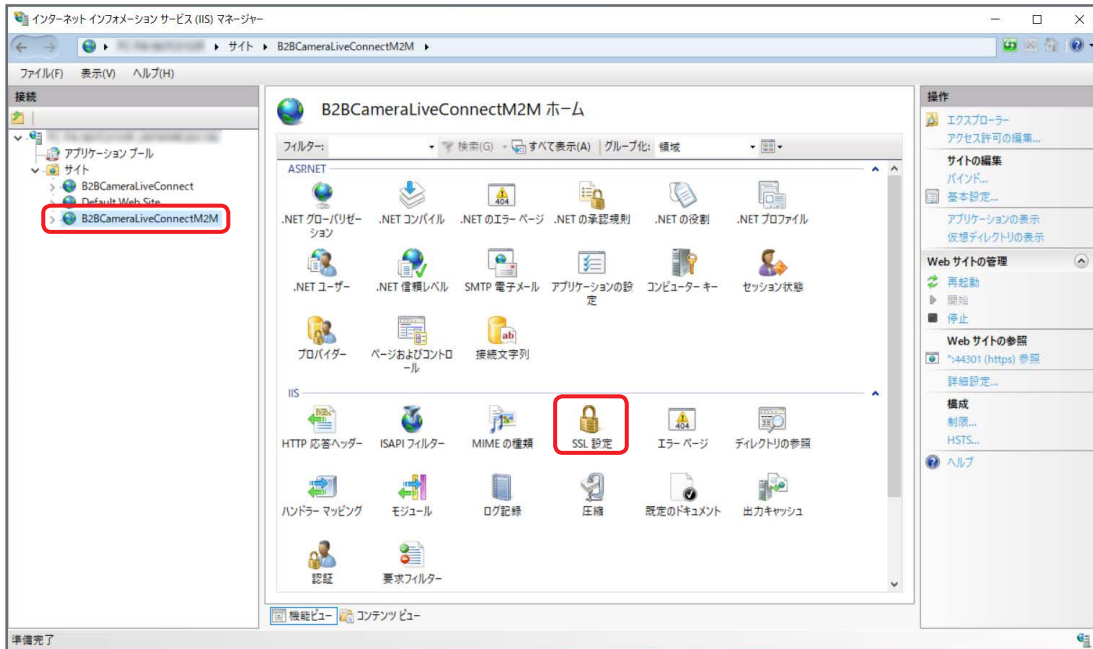 インターネット インフォメーション サービス (IIS) マネージャー
サイト
B2BCameraLiveConnectM2M
ファイル(F) 表示(V) ヘルプ(H)
接続
アプリケーション プール
サイト
B2BCameraLiveConnect
Default Web Site
B2BCameraLiveConnectM2M
B2BCameraLiveConnectM2M ホーム
フィルター: 検索(G) すべて表示(A) グループ化: 領域
ASP.NET
.NET グローバリゼーション
.NET コンパイル
.NET のエラー ページ
.NET の承認規則
.NET の役割
.NET プロファイル
.NET ユーザー
.NET 信頼レベル
SMTP 電子メール
アプリケーションの設定
コンピューター キー
セッション状態
プロバイダー
ページおよびコントロール
接続文字列
IIS
HTTP 応答ヘッダー
ISAPI フィルター
MIME の種類
SSL 設定
エラー ページ
ディレクトリの参照
ハンドラー マッピング
モジュール
ログ記録
圧縮
既定のドキュメント
出力キャッシュ
認証
要求フィルター
機能ビュー コンテンツ ビュー
操作
エクスプローラー
アクセス許可の編集...
サイトの編集
バインド...
基本設定...
アプリケーションの表示
仮想ディレクトリの表示
Web サイトの管理
再起動
開始
停止
Web サイトの参照
*:44301 (https) 参照
詳細設定...
構成
制限...
HSTS...
ヘルプ
準備完了